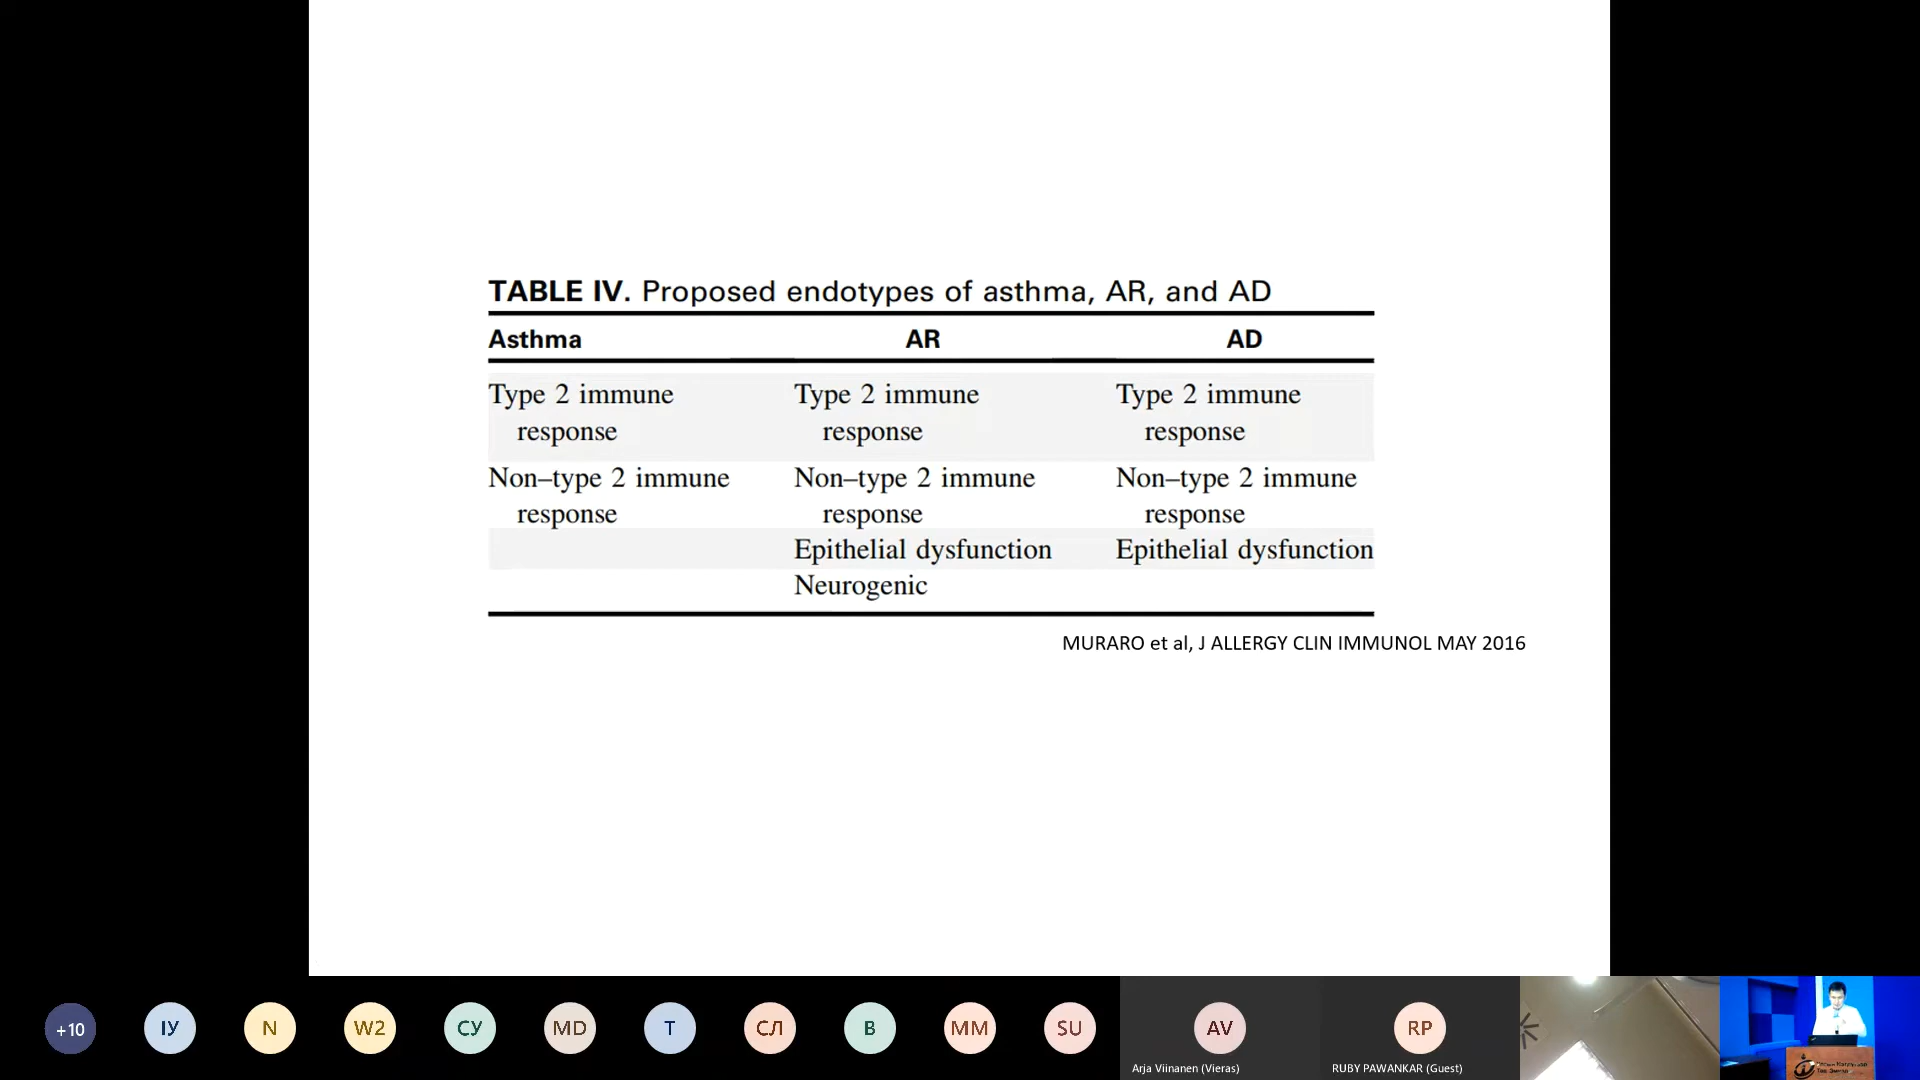 TABLE IV. Proposed endotypes of asthma, AR, and AD
Asthma AR AD
Type 2 immune response Type 2 immune response Type 2 immune response
Non–type 2 immune response Non–type 2 immune response Non–type 2 immune response
Epithelial dysfunction Epithelial dysfunction
Neurogenic
MURARO et al, J ALLERGY CLIN IMMUNOL MAY 2016
+10 ІУ N W2 СУ MD T СЛ B MM SU AV RP
Arja Viinanen (Vieras) RUBY PAWANKAR (Guest)